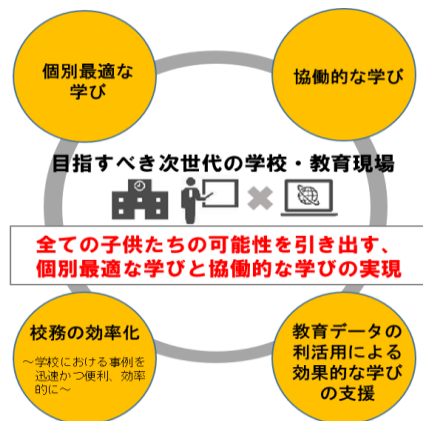 個別最適な
学び
協働的な学び
目指すべき次世代の学校・教育現場
全ての子供たちの可能性を引き出す、
個別最適な学びと協働的な学びの実現
校務の効率化
~学校における事例を
迅速かつ便利、効率
的に~
教育データの
利活用による
効果的な学び
の支援